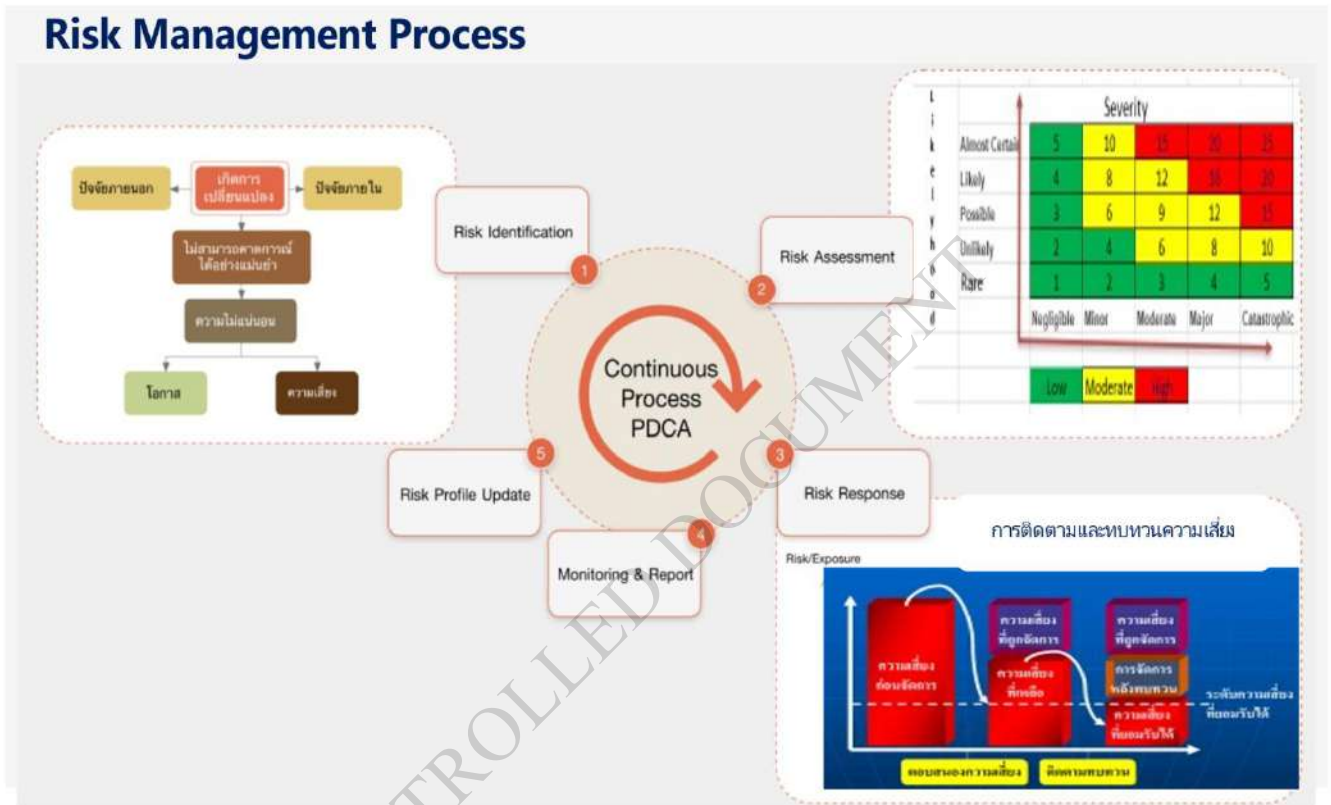 Risk Management Process
ปัจจัยภายนอก
เกิดการ
เปลี่ยนแปลง
ปัจจัยภายใน
ไม่สามารถคาดการณ์
ได้อย่างแม่นยำ
ความไม่แน่นอน
โอกาส
ความเสี่ยง
Risk Identification
1
Risk Assessment
2
Continuous
Process
PDCA
Risk Response
3
Monitoring & Report
4
Risk Profile Update
5
Likelyhood
Severity
Almost Certain 5 10 15 20 25
Likely 4 8 12 16 20
Possible 3 6 9 12 15
Unlikely 2 4 6 8 10
Rare 1 2 3 4 5
Negligible Minor Moderate Major Catastrophic
Low Moderate High
การติดตามและทบทวนความเสี่ยง
Risk/Exposure
ความเสี่ยง
ก่อนจัดการ
ความเสี่ยง
ที่ถูกจัดการ
ความเสี่ยง
ที่เหลือ
ความเสี่ยง
ที่ถูกจัดการ
การจัดการ
หลังทบทวน
ความเสี่ยง
ที่ยอมรับได้
ระดับความเสี่ยง
ที่ยอมรับได้
ตอบสนองความเสี่ยง
ติดตามทบทวน
TROLLED DOCUMENT